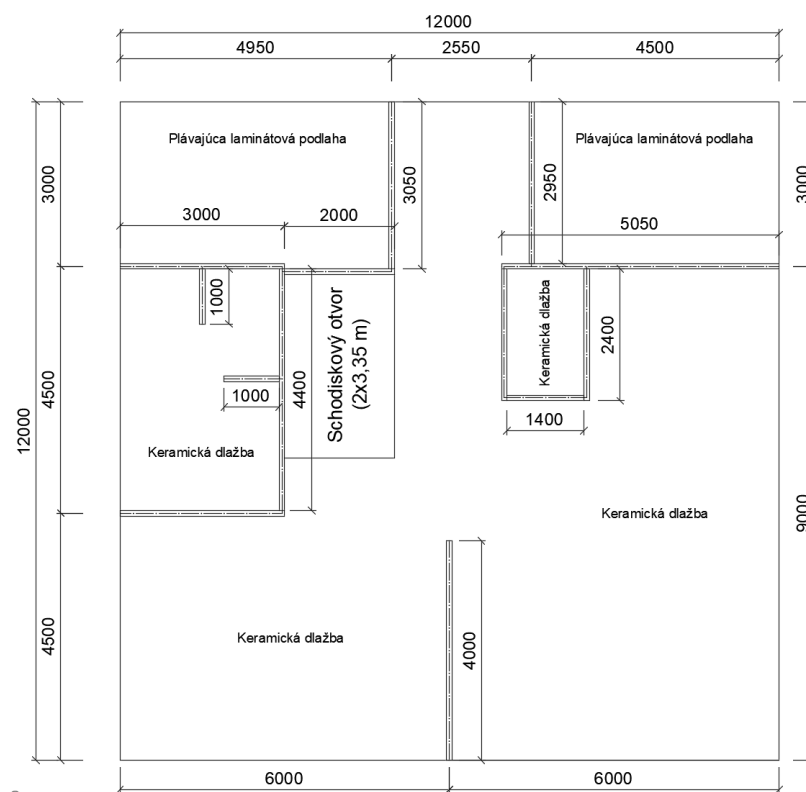 12000
4950
2550
4500
Plávajúca laminátová podlaha
Plávajúca laminátová podlaha
3000
3050
2950
3000
3000
2000
5050
1000
Keramická dlažba
2400
Schodiskový otvor
(2x3,35 m)
4500
4400
1000
12000
1400
Keramická dlažba
Keramická dlažba
9000
Keramická dlažba
4500
4000
6000
6000